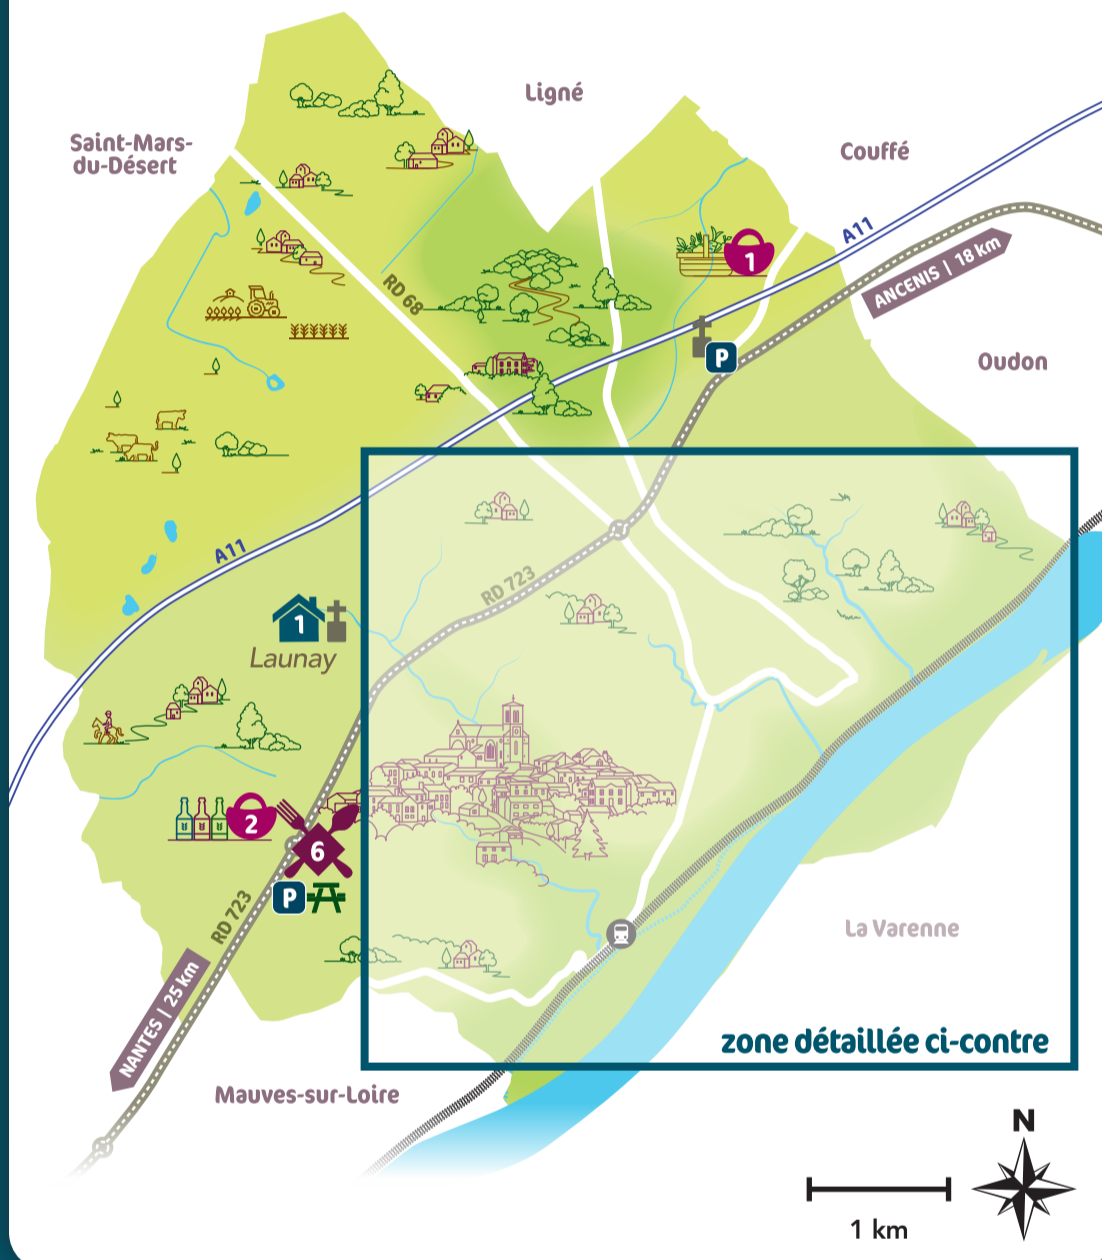 Ligné
Saint-Mars-
du-Désert
Couffé
A11
1
ANCENIS | 18 km
RD 68
P
Oudon
A11
RD 723
1
Launay
2
6
P
RD 723
La Varenne
NANTES | 25 km
zone détaillée ci-contre
Mauves-sur-Loire
N
1 km